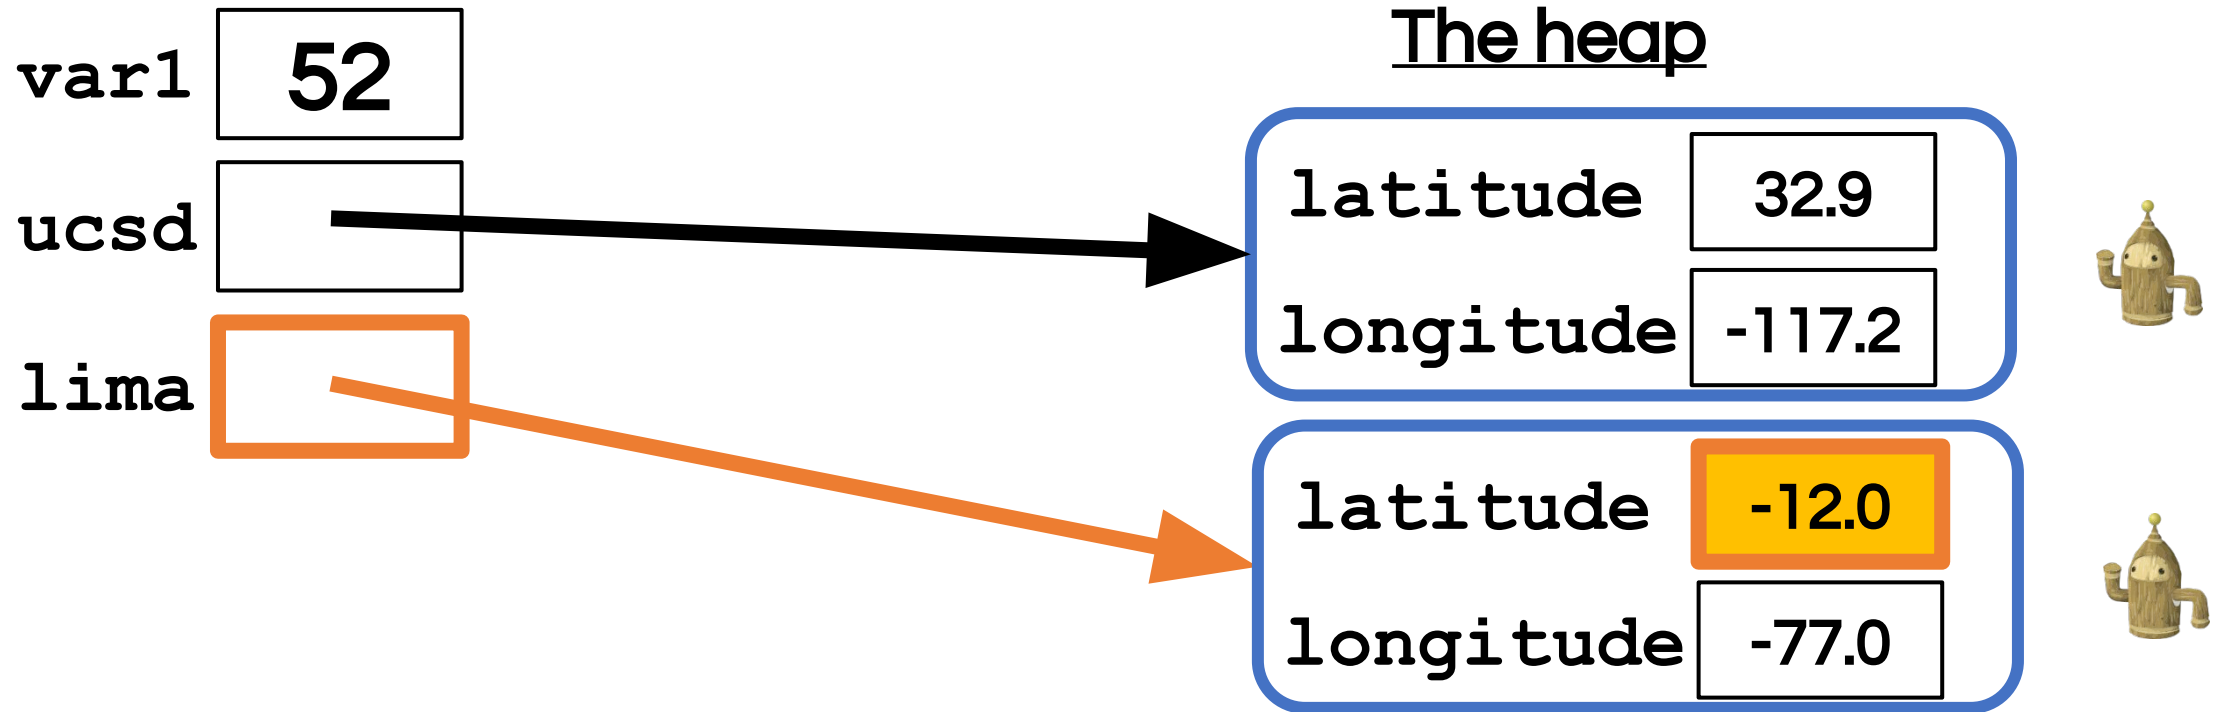 The heap
var1 52
ucsd
lima
latitude 32.9
longitude -117.2
latitude -12.0
longitude -77.0